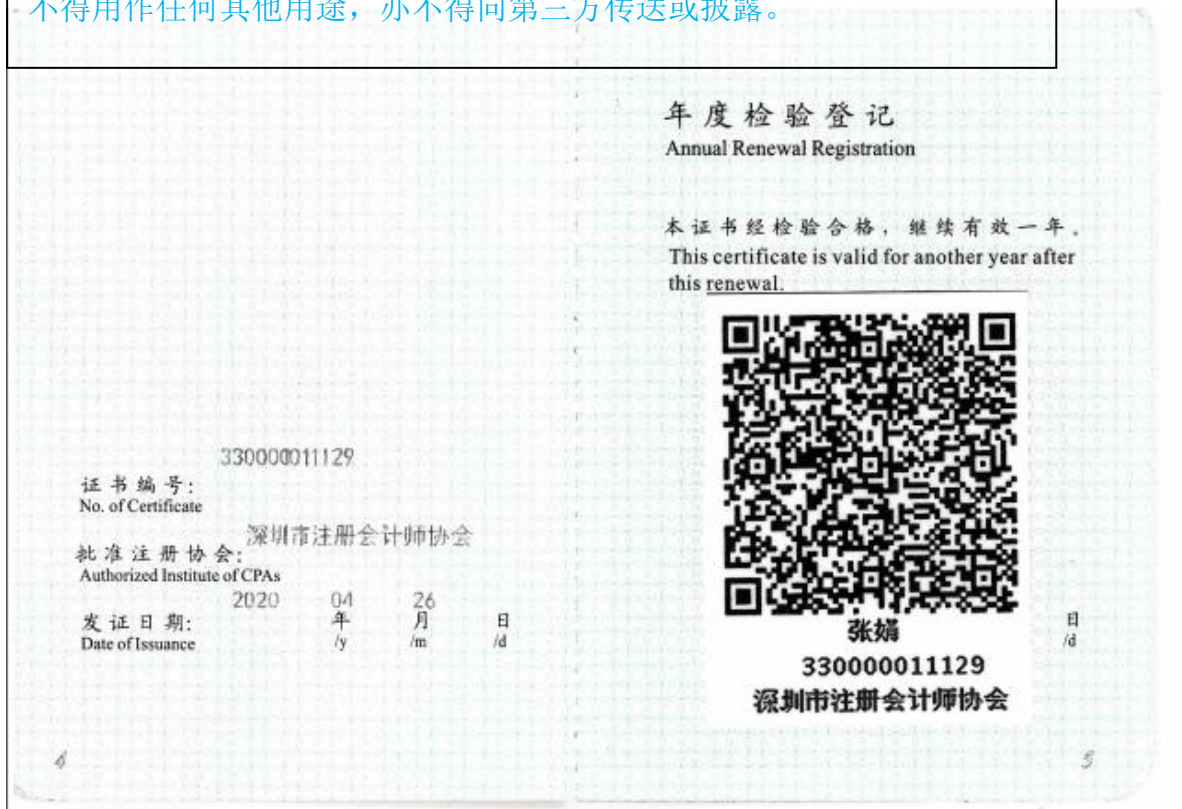 不得用作任何其他用途，亦不得向第三方传送或披露。
330000011129
证书编号:
No. of Certificate
深圳市注册会计师协会
批准注册协会:
Authorized Institute of CPAs
2020 04 26
发证日期: 年 月 日
Date of Issuance /y /m /d
4
年度检验登记
Annual Renewal Registration
本证书经检验合格，继续有效一年。
This certificate is valid for another year after
this renewal.
日
/d
张娟
330000011129
深圳市注册会计师协会
5